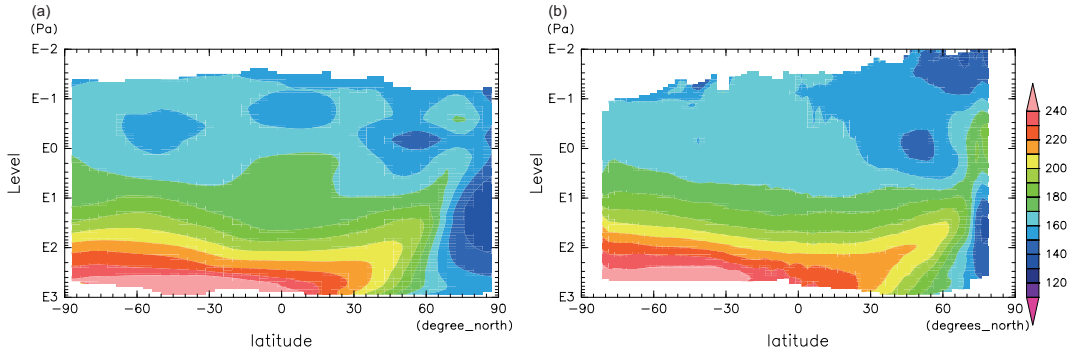 (a)
(Pa)
E-2
E-1
E0
E1
E2
E3
Level
-90 -60 -30 0 30 60 90
(degree_north)
latitude
(b)
(Pa)
E-2
E-1
E0
E1
E2
E3
Level
-90 -60 -30 0 30 60 90
(degrees_north)
latitude
240
220
200
180
160
140
120